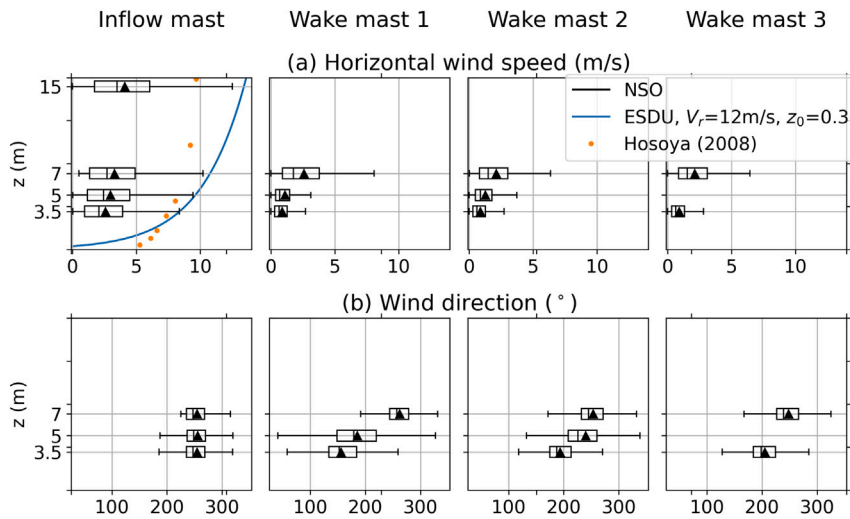 Inflow mast Wake mast 1 Wake mast 2 Wake mast 3
(a) Horizontal wind speed (m/s)
NSO
ESDU, Vᵣ=12m/s, z₀=0.3
Hosoya (2008)
z (m)
15
7
5
3.5
0 5 10 0 5 10 0 5 10 0 5 10
(b) Wind direction (°)
z (m)
7
5
3.5
100 200 300 100 200 300 100 200 300 100 200 300